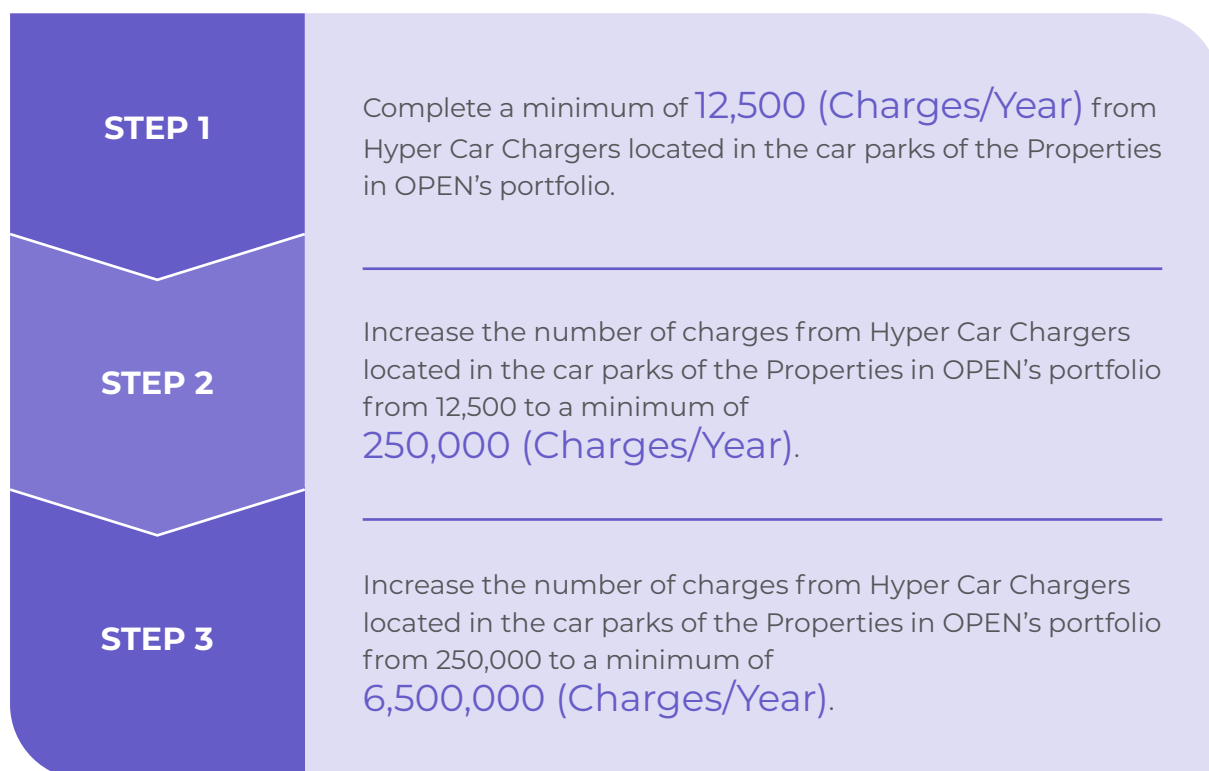 STEP 1
Complete a minimum of 12,500 (Charges/Year) from
Hyper Car Chargers located in the car parks of the Properties
in OPEN’s portfolio.
STEP 2
Increase the number of charges from Hyper Car Chargers
located in the car parks of the Properties in OPEN’s portfolio
from 12,500 to a minimum of
250,000 (Charges/Year).
STEP 3
Increase the number of charges from Hyper Car Chargers
located in the car parks of the Properties in OPEN’s portfolio
from 250,000 to a minimum of
6,500,000 (Charges/Year).